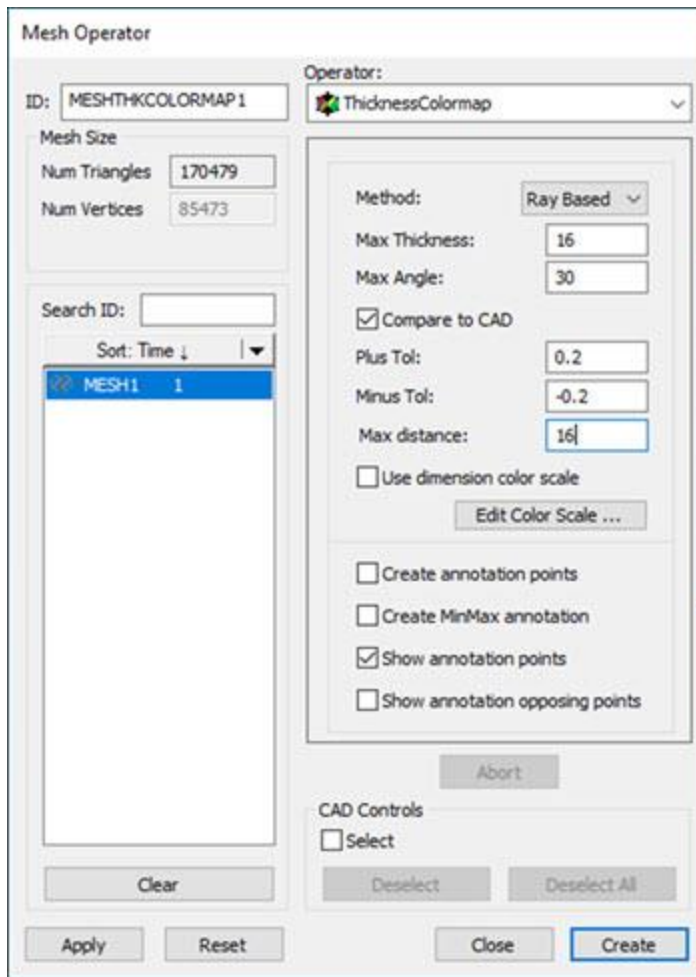 Mesh Operator
ID: MESHTHKCOLORMAP1
Mesh Size
Num Triangles 170479
Num Vertices 85473
Search ID:
Sort: Time ↓
MESH1 1
Clear
Operator:
ThicknessColormap
Method: Ray Based
Max Thickness: 16
Max Angle: 30
Compare to CAD
Plus Tol: 0.2
Minus Tol: -0.2
Max distance: 16
Use dimension color scale
Edit Color Scale ...
Create annotation points
Create MinMax annotation
Show annotation points
Show annotation opposing points
Abort
CAD Controls
Select
Deselect Deselect All
Apply Reset Close Create